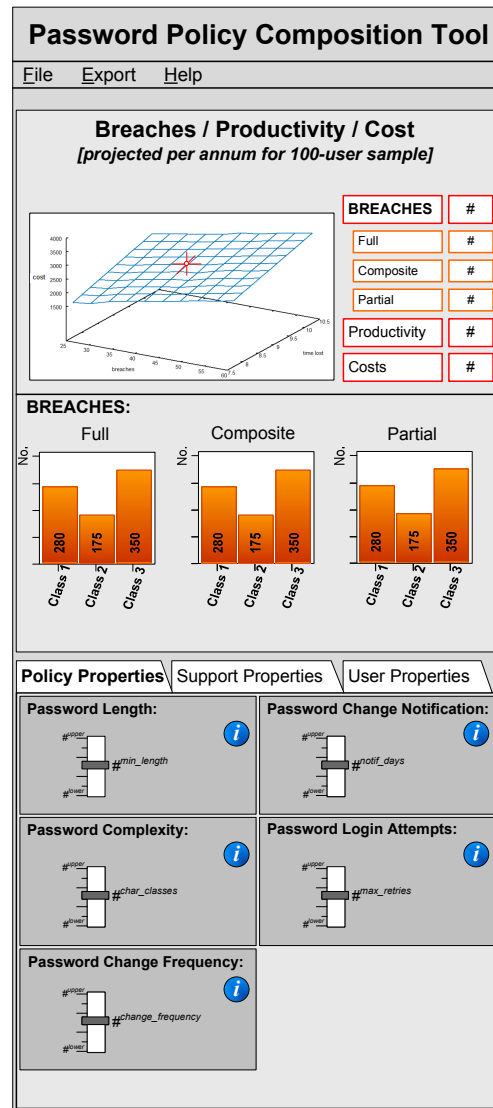 Password Policy Composition Tool
File Export Help
Breaches / Productivity / Cost
[projected per annum for 100-user sample]
BREACHES #
Full #
Composite #
Partial #
Productivity #
Costs #
4000
3500
3000
2500
2000
1500
cost
25
30
35
40
45
50
55
60
breaches
7.5
8
8.5
9
9.5
10
10.5
time lost
BREACHES:
Full
No.
280
175
350
Class 1
Class 2
Class 3
Composite
No.
280
175
350
Class 1
Class 2
Class 3
Partial
No.
280
175
350
Class 1
Class 2
Class 3
Policy Properties Support Properties User Properties
Password Length:
i
#upper
#min_length
#lower
Password Change Notification:
i
#upper
#notif_days
#lower
Password Complexity:
i
#upper
#char_classes
#lower
Password Login Attempts:
i
#upper
#max_retries
#lower
Password Change Frequency:
i
#upper
#change_frequency
#lower